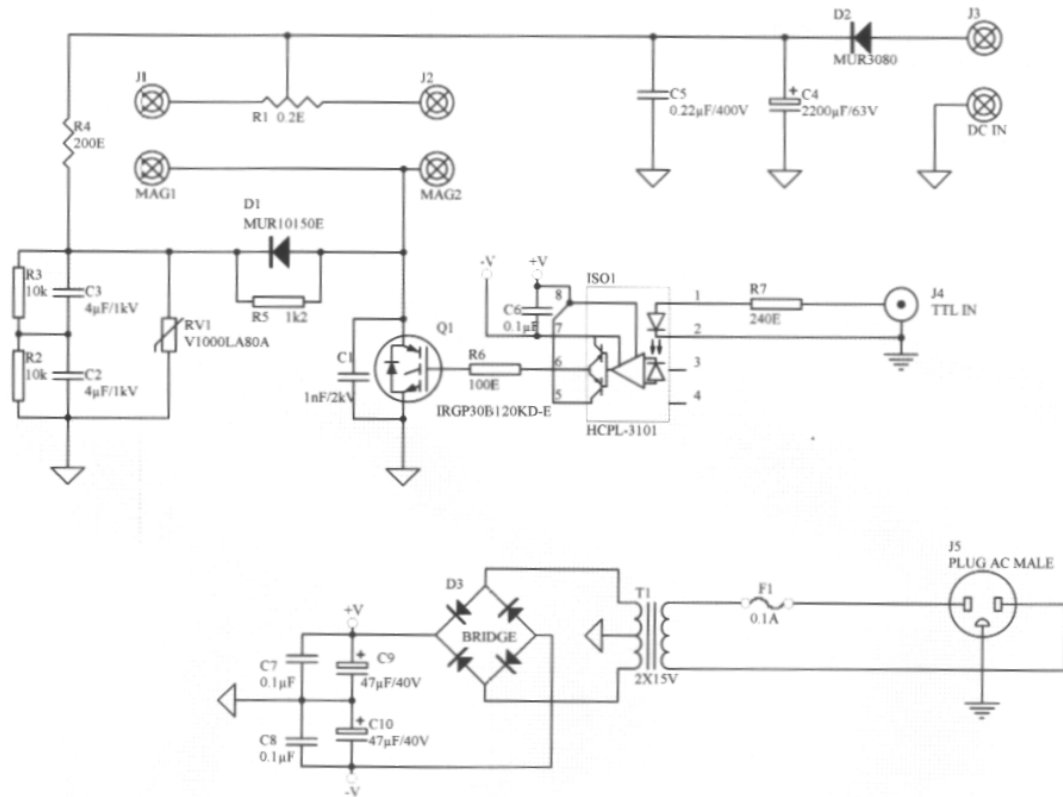 D2
MUR3080
J3
J1
R1 0.2E
J2
C5
0.22µF/400V
C4
2200µF/63V
DC IN
R4
200E
MAG1
MAG2
D1
MUR10150E
R5 1k2
R3
10k
C3
4µF/1kV
R2
10k
C2
4µF/1kV
RV1
V1000LA80A
C1
1nF/2kV
Q1
IRGP30B120KD-E
R6
100E
-V
+V
C6
0.1µF
8
7
6
5
ISO1
HCPL-3101
1
2
3
4
R7
240E
J4
TTL IN
J5
PLUG AC MALE
F1
0.1A
T1
2X15V
D3
BRIDGE
+V
C7
0.1µF
C9
47µF/40V
C8
0.1µF
C10
47µF/40V
-V